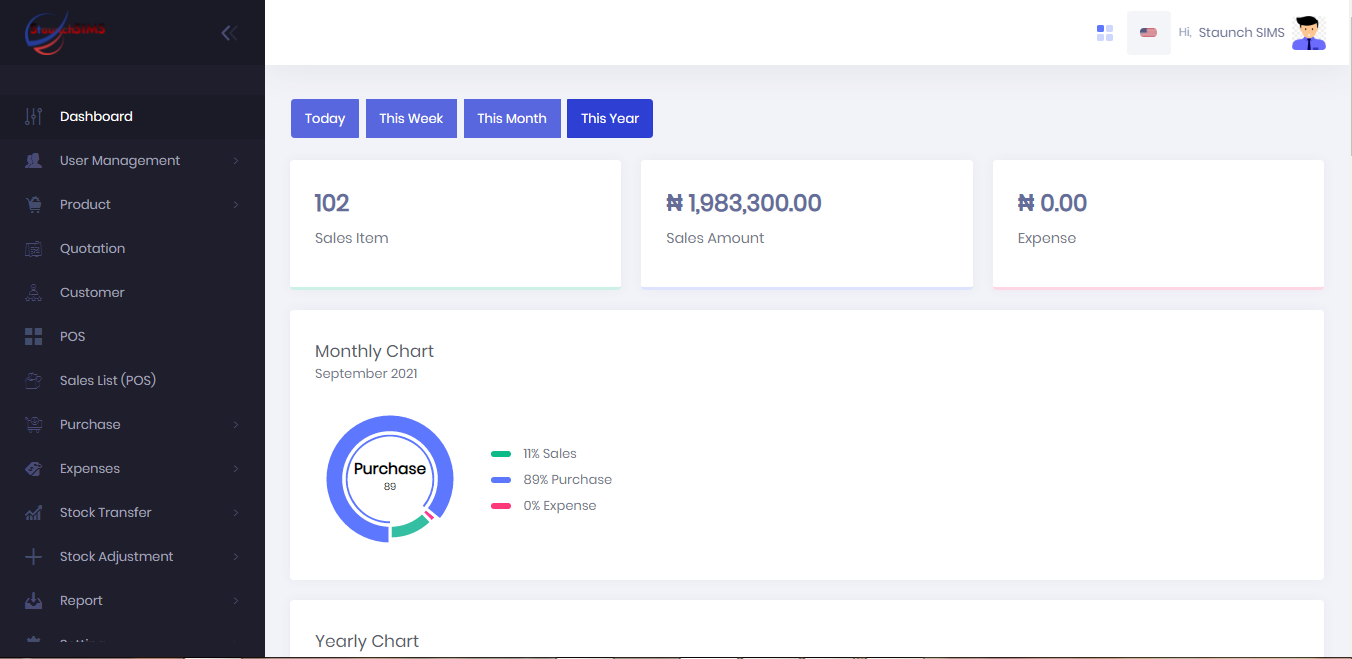 StaunchSIMS
Hi, Staunch SIMS
Dashboard
User Management
Product
Quotation
Customer
POS
Sales List (POS)
Purchase
Expenses
Stock Transfer
Stock Adjustment
Report
Today
This Week
This Month
This Year
102
Sales Item
₦ 1,983,300.00
Sales Amount
₦ 0.00
Expense
Monthly Chart
September 2021
Purchase
89
11% Sales
89% Purchase
0% Expense
Yearly Chart